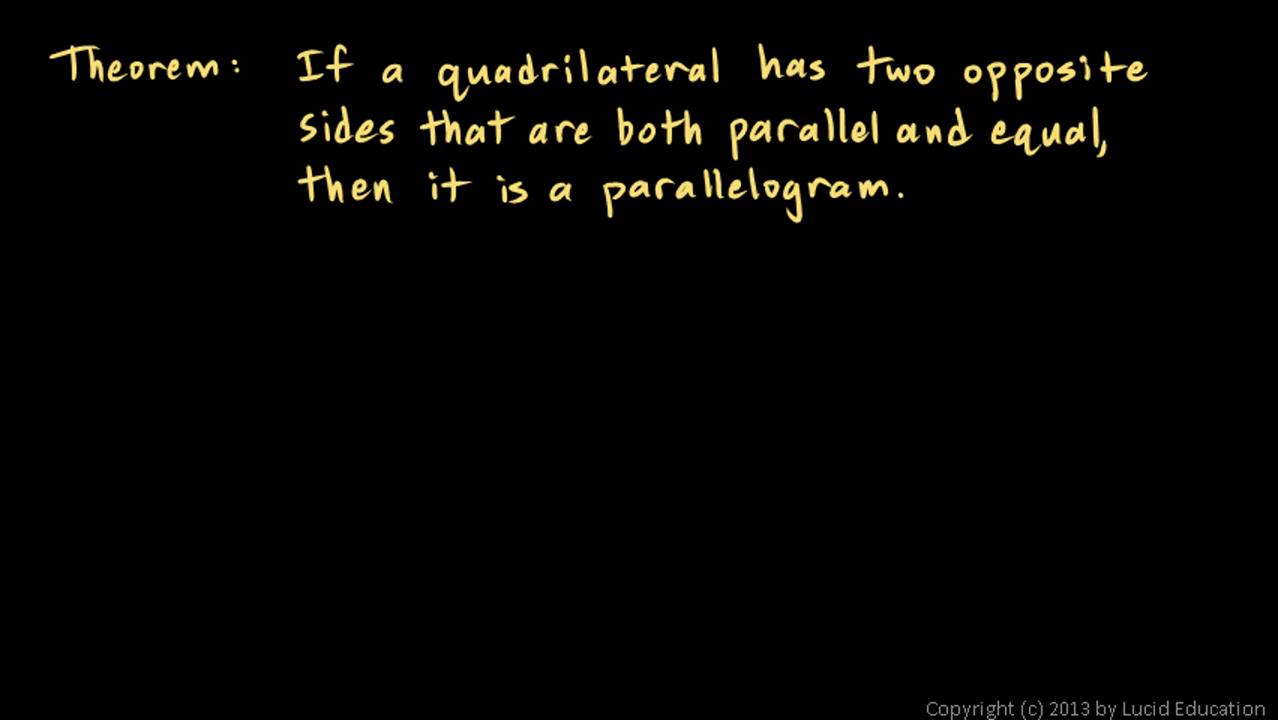 Theorem: If a quadrilateral has two opposite
sides that are both parallel and equal,
then it is a parallelogram.
Copyright (c) 2013 by Lucid Education